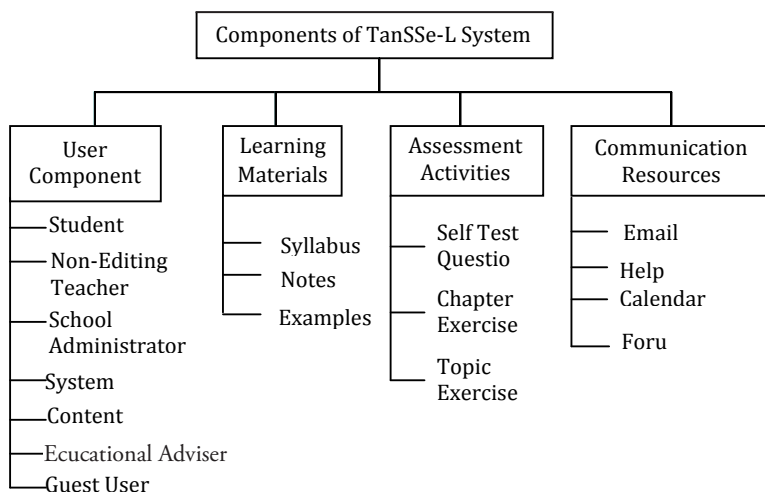 Components of TanSSe-L System
User
Component
Student
Non-Editing
Teacher
School
Administrator
System
Content
Ecucational Adviser
Guest User
Learning
Materials
Syllabus
Notes
Examples
Assessment
Activities
Self Test
Questio
Chapter
Exercise
Topic
Exercise
Communication
Resources
Email
Help
Calendar
Foru